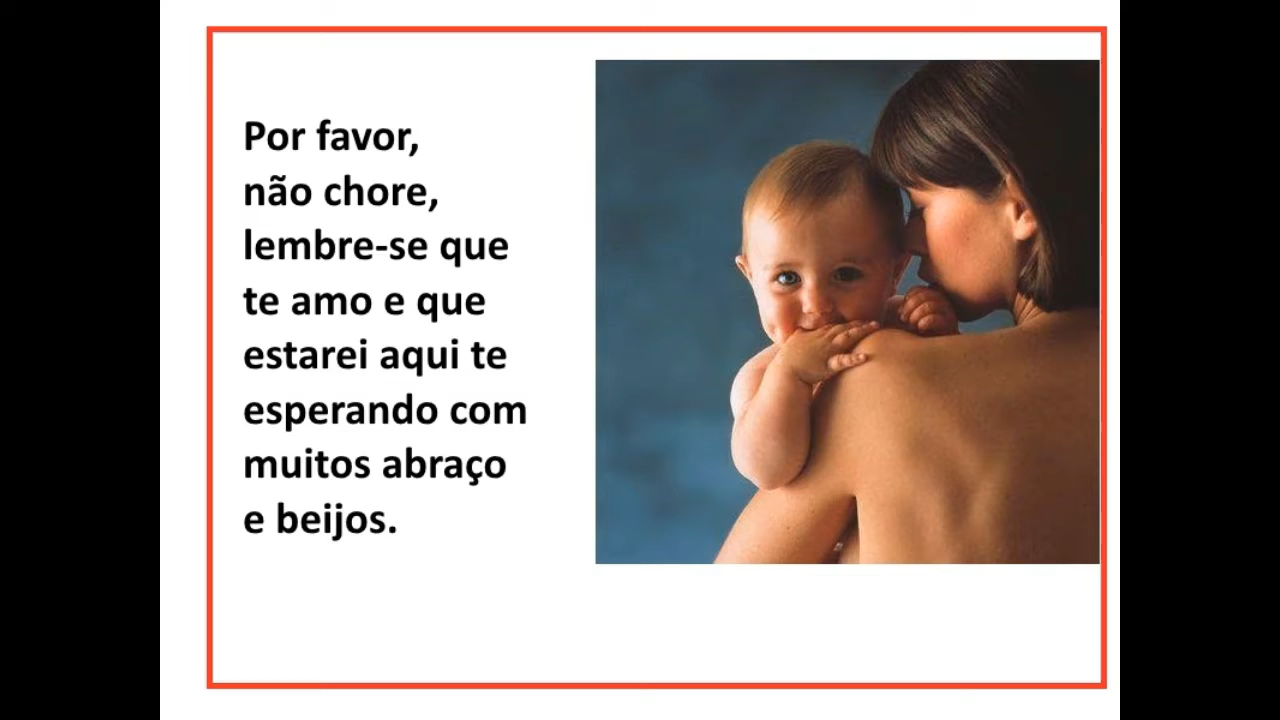 Por favor,
não chore,
lembre-se que
te amo e que
estarei aqui te
esperando com
muitos abraço
e beijos.